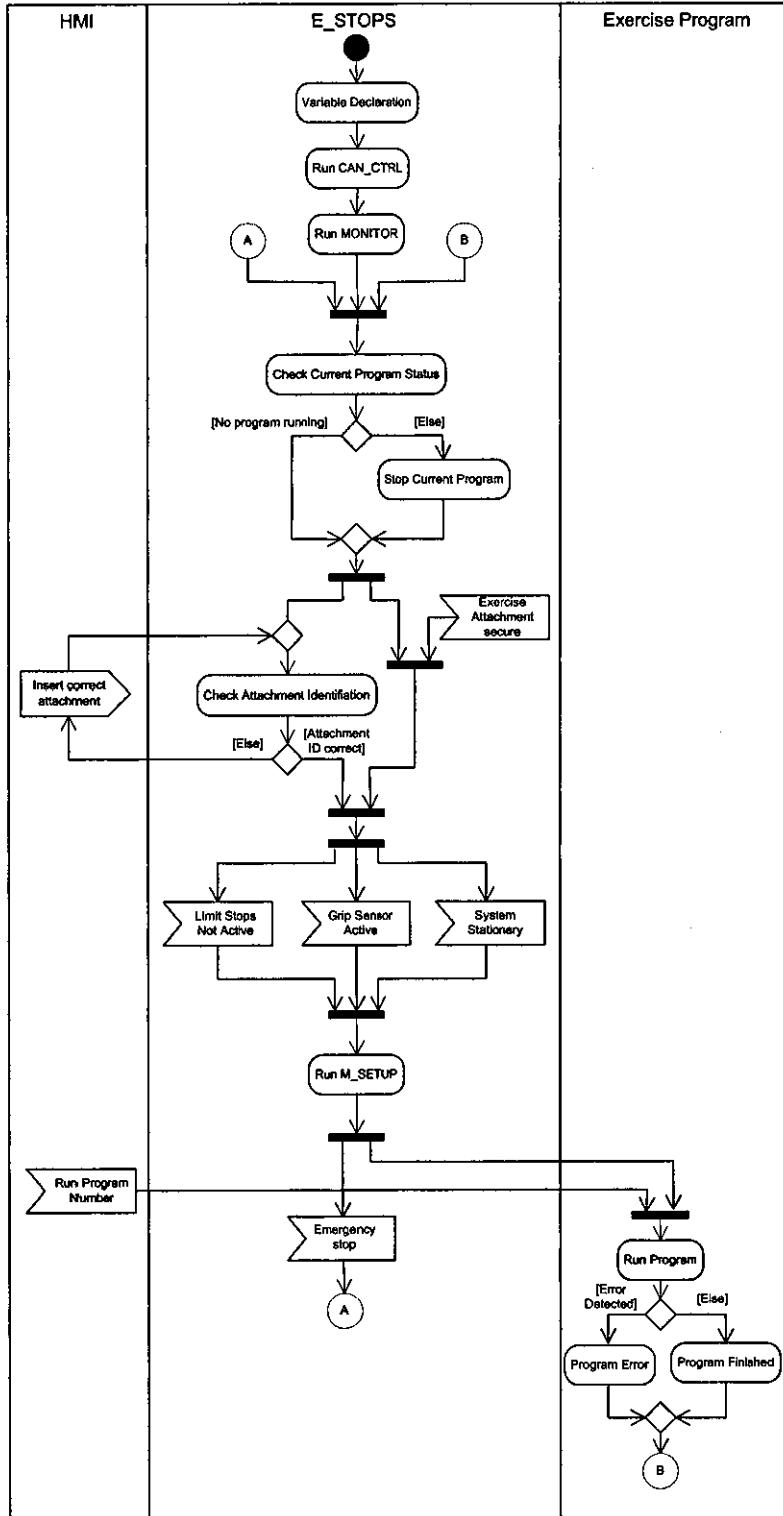 HMI
E_STOPS
Exercise Program
Variable Declaration
Run CAN_CTRL
Run MONITOR
A
B
Check Current Program Status
[No program running]
[Else]
Stop Current Program
Exercise
Attachment
secure
Insert correct
attachment
Check Attachment Identifiation
[Else]
[Attachment
ID correct]
Limit Stops
Not Active
Grip Sensor
Active
System
Stationary
Run M_SETUP
Run Program
Number
Emergency
stop
A
Run Program
[Error
Detected]
[Else]
Program Error
Program Finished
B